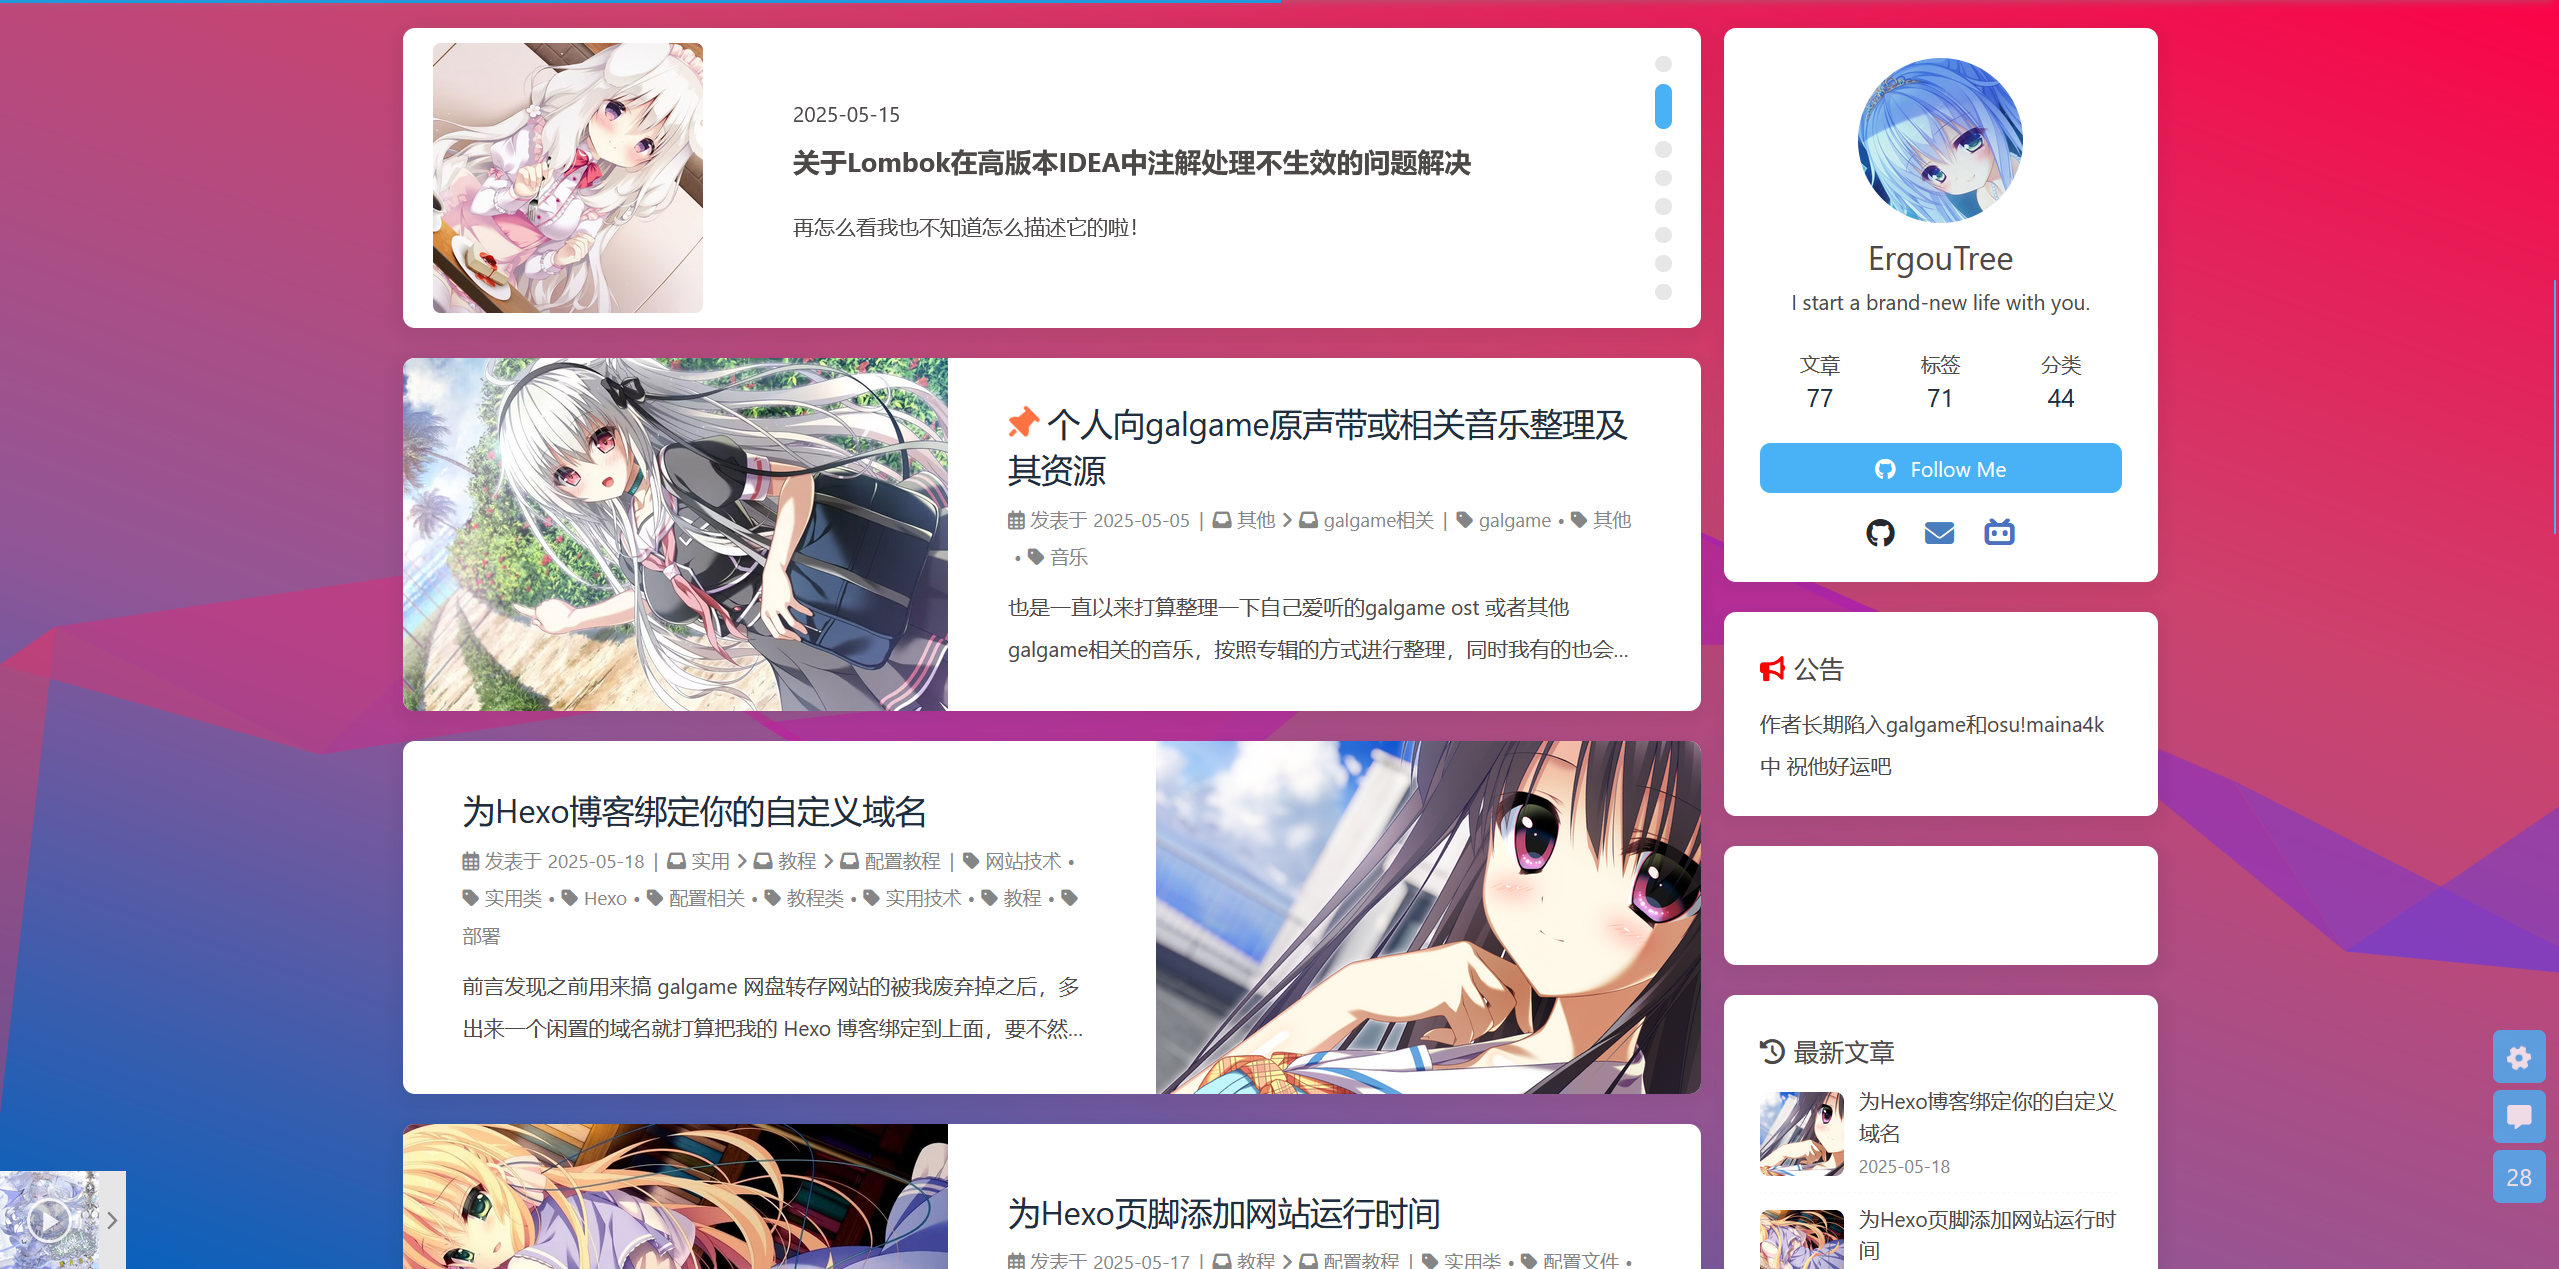 2025-05-15
关于Lombok在高版本IDEA中注解处理不生效的问题解决
再怎么看我也不知道怎么描述它的啦！
个人向galgame原声带或相关音乐整理及
其资源
发表于 2025-05-05 | 其他 > galgame相关 | galgame • 其他
• 音乐
也是一直以来打算整理一下自己爱听的galgame ost 或者其他
galgame相关的音乐，按照专辑的方式进行整理，同时我有的也会...
为Hexo博客绑定你的自定义域名
发表于 2025-05-18 | 实用 > 教程 > 配置教程 | 网站技术 •
实用类 • Hexo • 配置相关 • 教程类 • 实用技术 • 教程 •
部署
前言发现之前用来搞 galgame 网盘转存网站的被我废弃掉之后，多
出来一个闲置的域名就打算把我的 Hexo 博客绑定到上面，要不然...
为Hexo页脚添加网站运行时间
发表于 2025-05-17 | 教程 > 配置教程 | 实用类 • 配置文件 •
ErgouTree
I start a brand-new life with you.
文章 标签 分类
77 71 44
Follow Me
公告
作者长期陷入galgame和osu!maina4k
中 祝他好运吧
最新文章
为Hexo博客绑定你的自定义
域名
2025-05-18
为Hexo页脚添加网站运行时
间
28